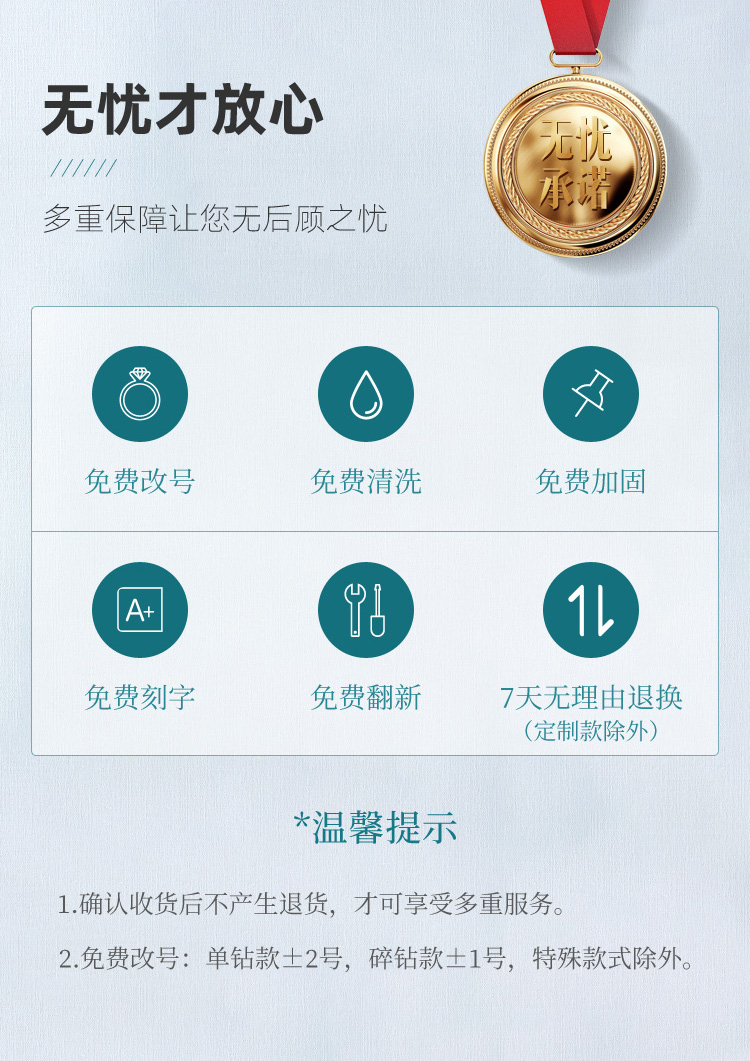 无忧才放心
多重保障让您无后顾之忧
无忧
承诺
免费改号
免费清洗
免费加固
A+
免费刻字
免费翻新
7天无理由退换
（定制款除外）
*温馨提示
1.确认收货后不产生退货，才可享受多重服务。
2.免费改号：单钻款±2号，碎钻款±1号，特殊款式除外。